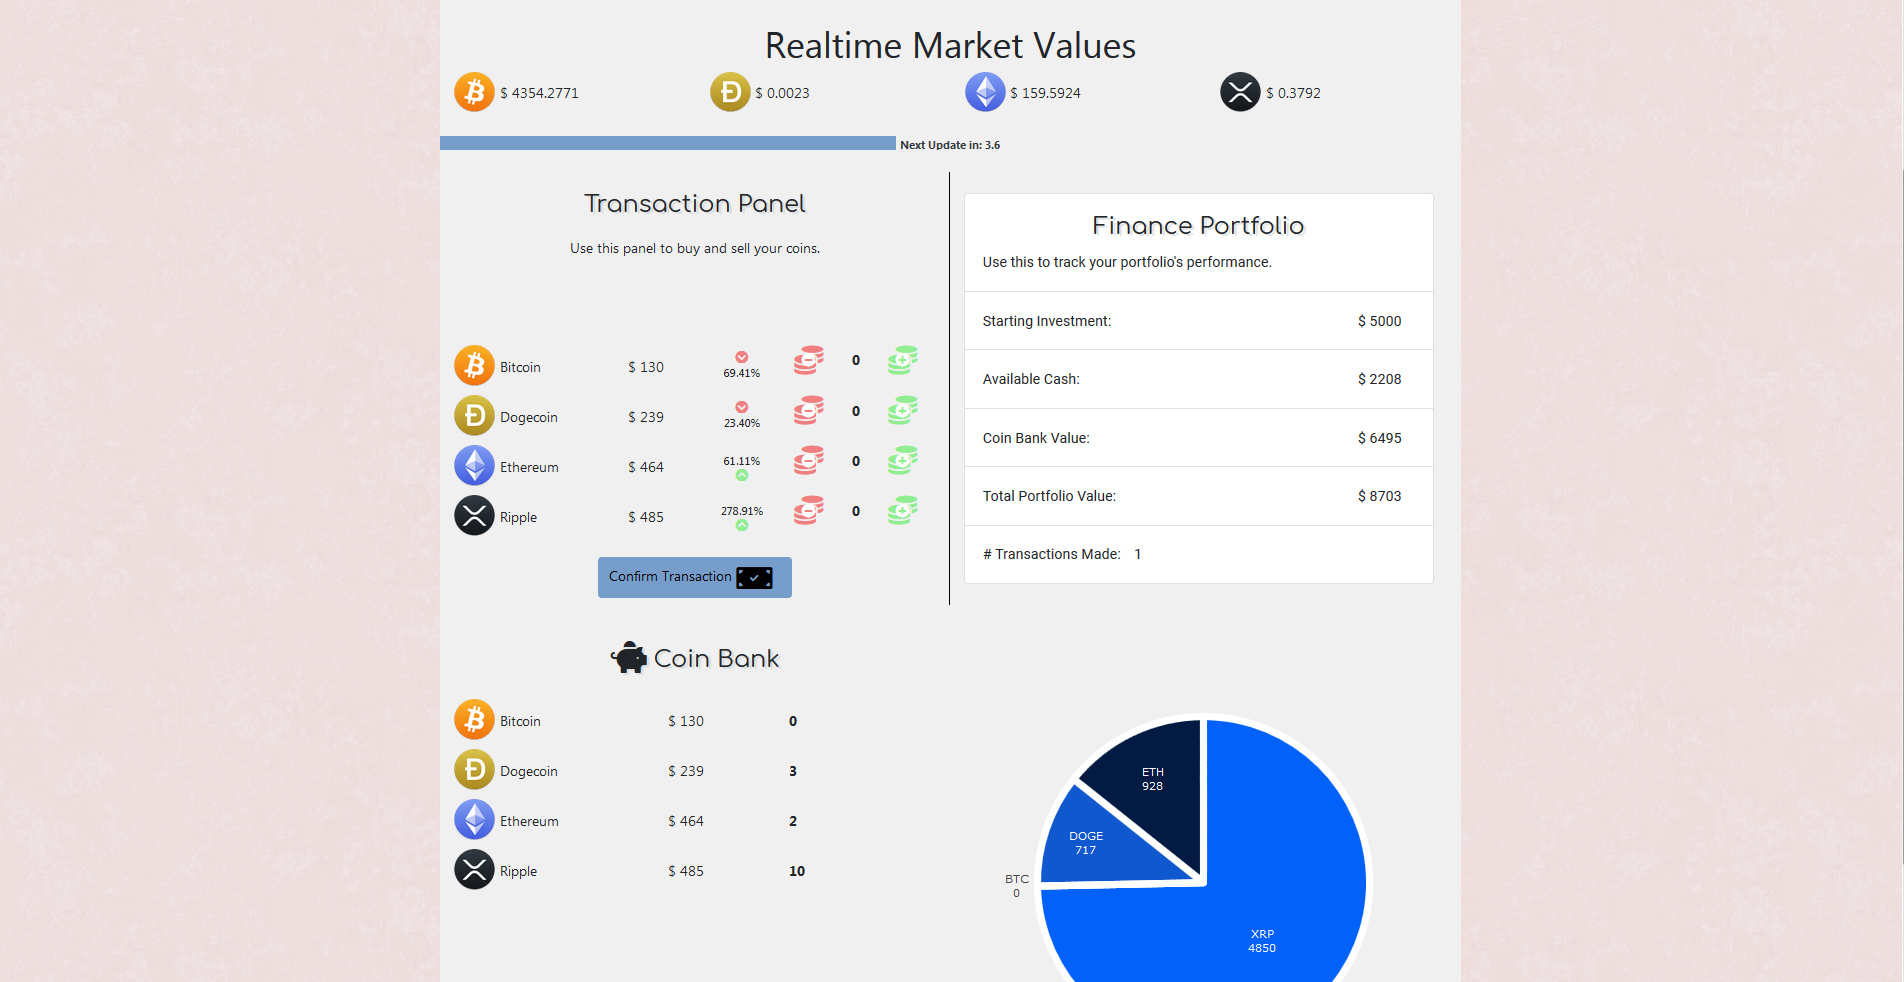 Realtime Market Values
$ 4354.2771
$ 0.0023
$ 159.5924
$ 0.3792
Next Update in: 3.6
Transaction Panel
Use this panel to buy and sell your coins.
Bitcoin $ 130 69.41% 0
Dogecoin $ 239 23.40% 0
Ethereum $ 464 61.11% 0
Ripple $ 485 278.91% 0
Confirm Transaction
Finance Portfolio
Use this to track your portfolio's performance.
Starting Investment: $ 5000
Available Cash: $ 2208
Coin Bank Value: $ 6495
Total Portfolio Value: $ 8703
# Transactions Made: 1
Coin Bank
Bitcoin $ 130 0
Dogecoin $ 239 3
Ethereum $ 464 2
Ripple $ 485 10
ETH
928
DOGE
717
BTC
0
XRP
4850